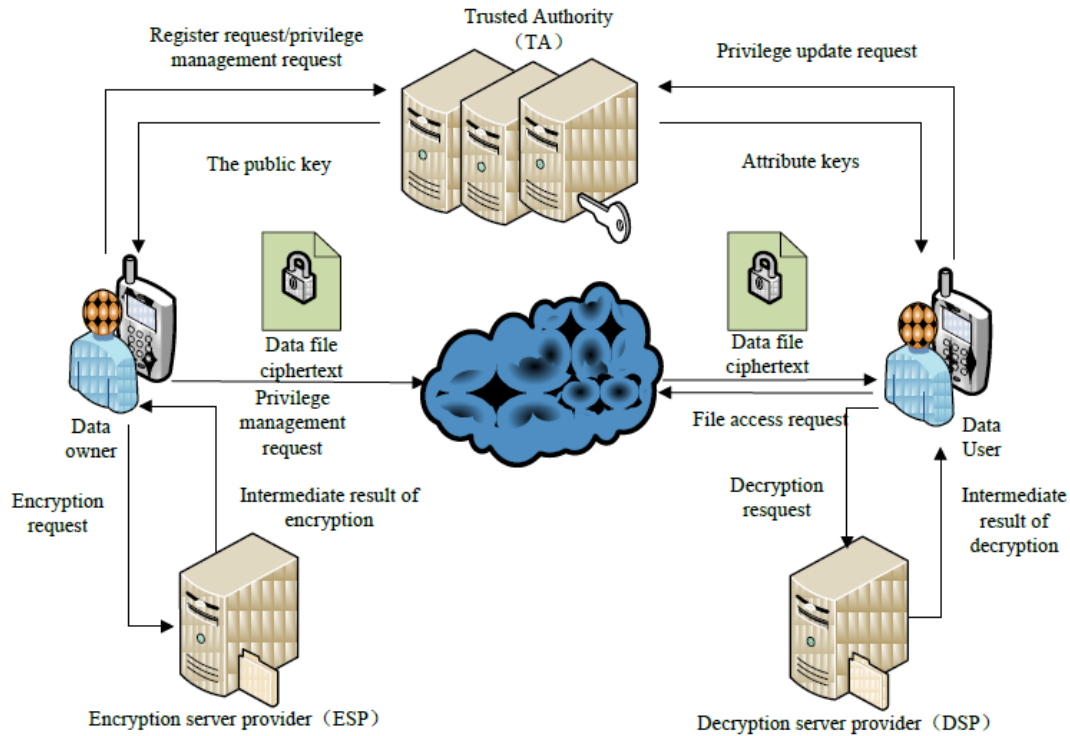 Trusted Authority
（TA）
Register request/privilege
management request
Privilege update request
The public key
Attribute keys
Data file
ciphertext
Privilege
management
request
Data file
ciphertext
File access request
Data
owner
Data
User
Encryption
request
Intermediate result of
encryption
Decryption
resquest
Intermediate
result of
decryption
Encryption server provider（ESP）
Decryption server provider（DSP）